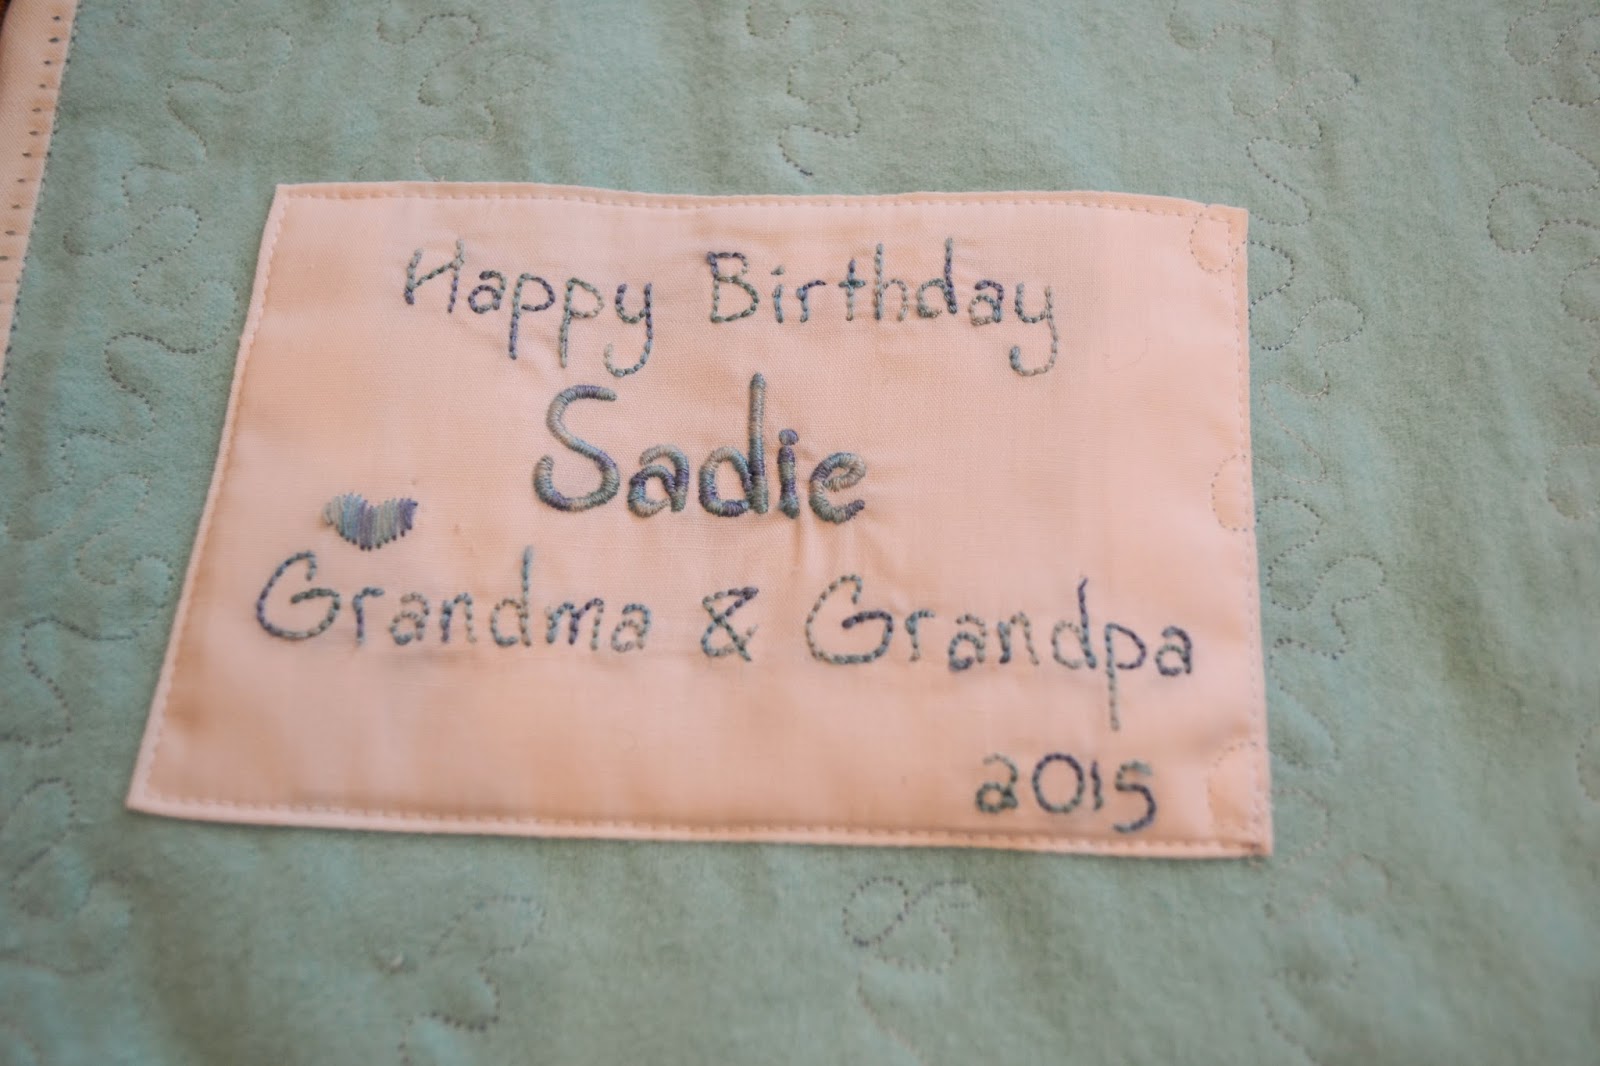 Happy Birthday
Sadie
Grandma & Grandpa
2015